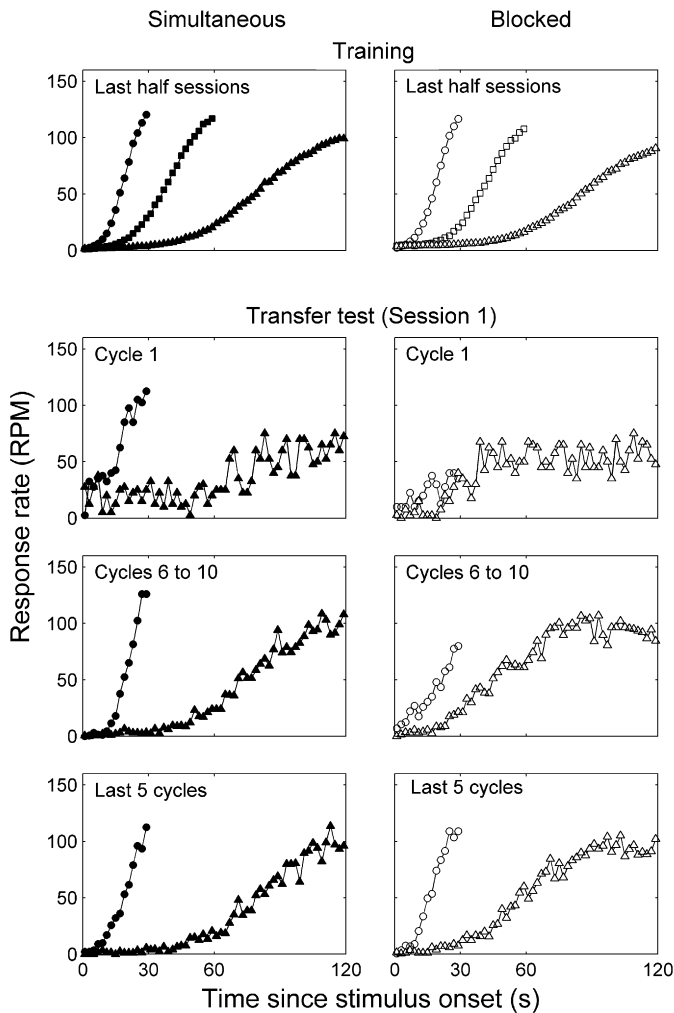 Simultaneous Blocked
Training
Last half sessions Last half sessions
150
100
50
0
120 120
Transfer test (Session 1)
Cycle 1 Cycle 1
150
100
50
0
Cycles 6 to 10 Cycles 6 to 10
150
100
50
0
Last 5 cycles Last 5 cycles
150
100
50
0
0 30 60 120 0 30 60 120
Time since stimulus onset (s)
Response rate (RPM)